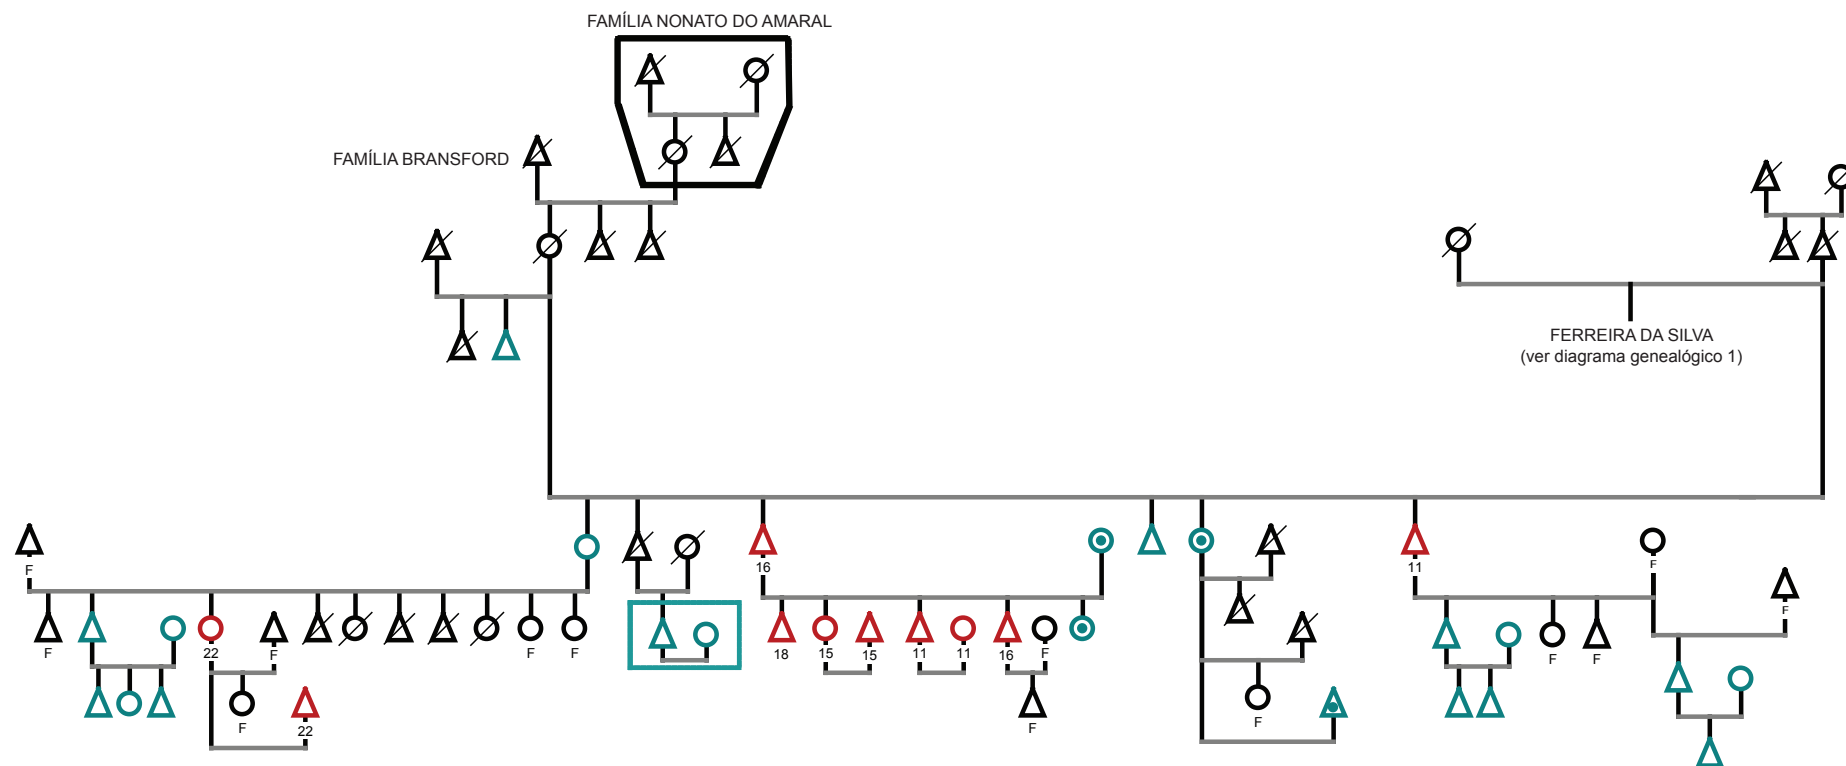 FAMÍLIA NONATO DO AMARAL
FAMÍLIA BRANSFORD
FERREIRA DA SILVA
(ver diagrama genealógico 1)
F
16
11
F
F
F
22
F
F
F
18
15
15
11
11
16
F
F
F
F
F
22
F
F